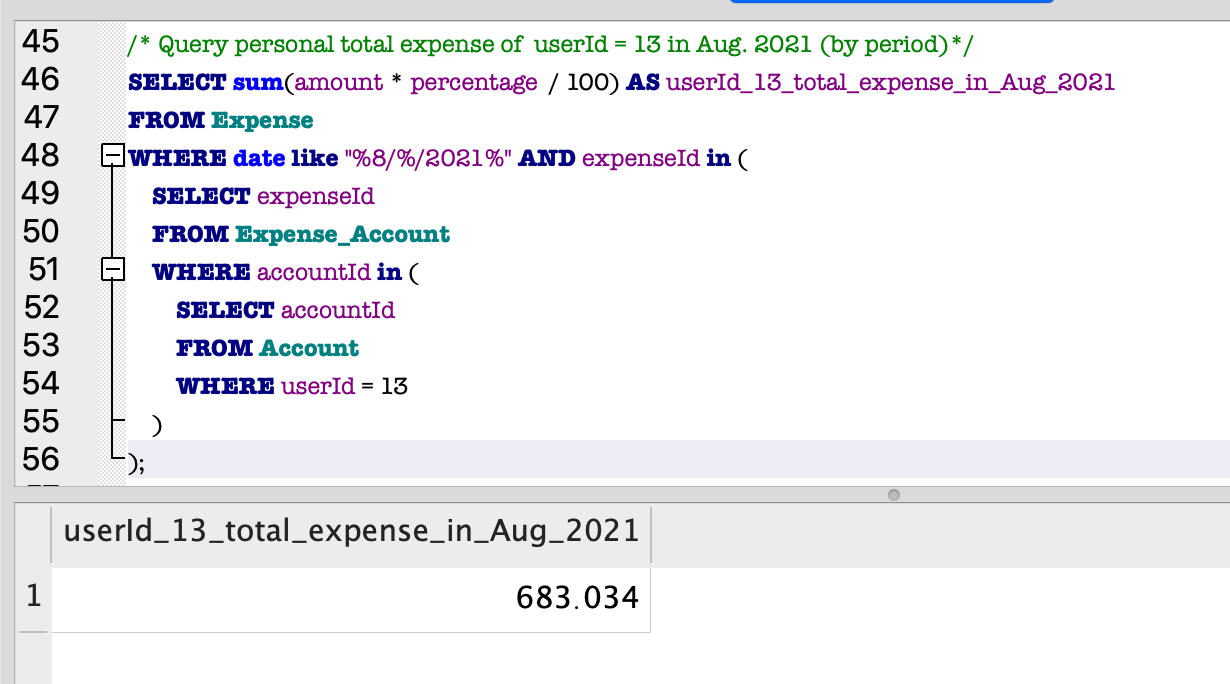 45 /* Query personal total expense of userId = 13 in Aug. 2021 (by period)*/
46 SELECT sum(amount * percentage / 100) AS userId_13_total_expense_in_Aug_2021
47 FROM Expense
48 WHERE date like "%8/%/2021%" AND expenseId in (
49 SELECT expenseId
50 FROM Expense_Account
51 WHERE accountId in (
52 SELECT accountId
53 FROM Account
54 WHERE userId = 13
55 )
56 );
userId_13_total_expense_in_Aug_2021
1 683.034